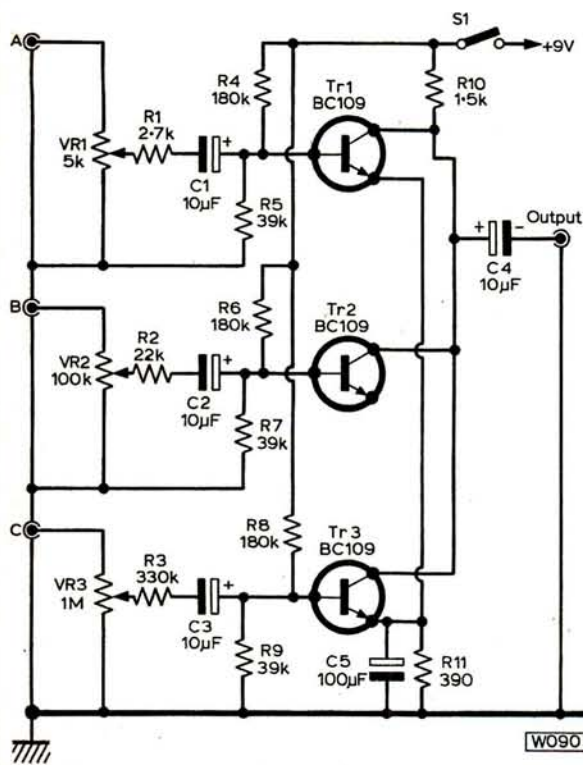 S1
+9V
A
R4
180k
Tr1
BC109
R10
1·5k
R1
2·7k
VR1
5k
+
C1
10µF
R5
39k
Output
+
-
C4
10µF
B
R6
180k
Tr2
BC109
R2
22k
VR2
100k
+
C2
10µF
R7
39k
C
R8
180k
Tr3
BC109
R3
330k
VR3
1M
+
C3
10µF
R9
39k
C5
100µF
R11
390
W090